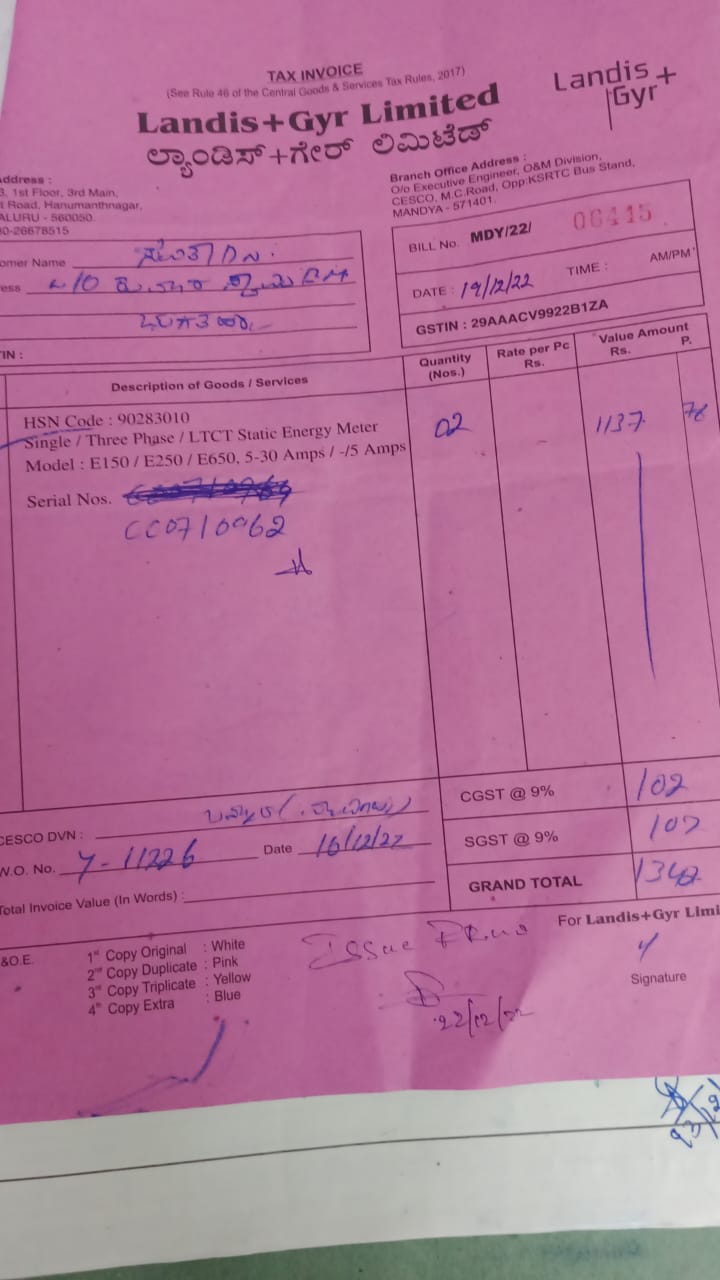 TAX INVOICE
(See Rule 46 of the Central Goods & Services Tax Rules, 2017)
Landis+Gyr Limited
ಲ್ಯಾಂಡಿಸ್+ಗೇರ್ ಲಿಮಿಟೆಡ್
Landis+
Gyr
ddress :
3, 1st Floor, 3rd Main,
t Road, Hanumanthnagar,
ALURU - 560050.
80-26678515
Branch Office Address :
O/o Executive Engineer, O&M Division,
CESCO, M.C.Road, Opp:KSRTC Bus Stand,
MANDYA - 571401.
omer Name
ess
TIN :
BILL No. MDY/22/ 06415
DATE : 19/12/22 TIME : AM/PM
GSTIN : 29AAACV9922B1ZA
Description of Goods / Services
Quantity (Nos.)
Rate per Pc Rs.
Value Amount Rs. P.
HSN Code : 90283010
Single / Three Phase / LTCT Static Energy Meter 02 1137 78
Model : E150 / E250 / E650, 5-30 Amps / -/5 Amps
Serial Nos.
CC0710962
CGST @ 9% 102
CESCO DVN :
SGST @ 9% 102
W.O. No. Y-11226 Date 16/12/22
GRAND TOTAL 1342
Total Invoice Value (In Words) :
For Landis+Gyr Limi
&O.E.
1st Copy Original : White
2nd Copy Duplicate : Pink
3rd Copy Triplicate : Yellow
4th Copy Extra : Blue
Issue
Signature
22/12/22